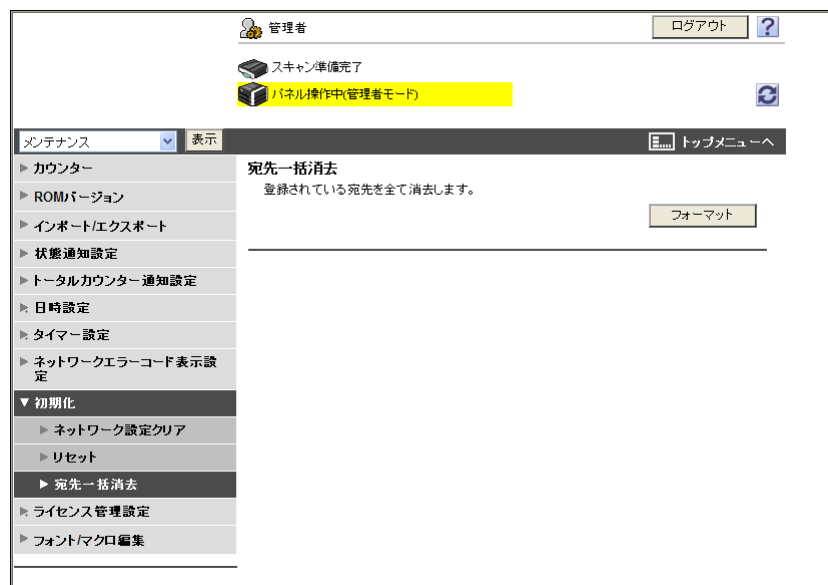 管理者
ログアウト
?
スキャン準備完了
パネル操作中(管理者モード)
メンテナンス
表示
トップメニューへ
カウンター
ROMバージョン
インポート/エクスポート
状態通知設定
トータルカウンター通知設定
日時設定
タイマー設定
ネットワークエラーコード表示設
定
初期化
ネットワーク設定クリア
リセット
宛先一括消去
ライセンス管理設定
フォント/マクロ編集
宛先一括消去
登録されている宛先を全て消去します。
フォーマット